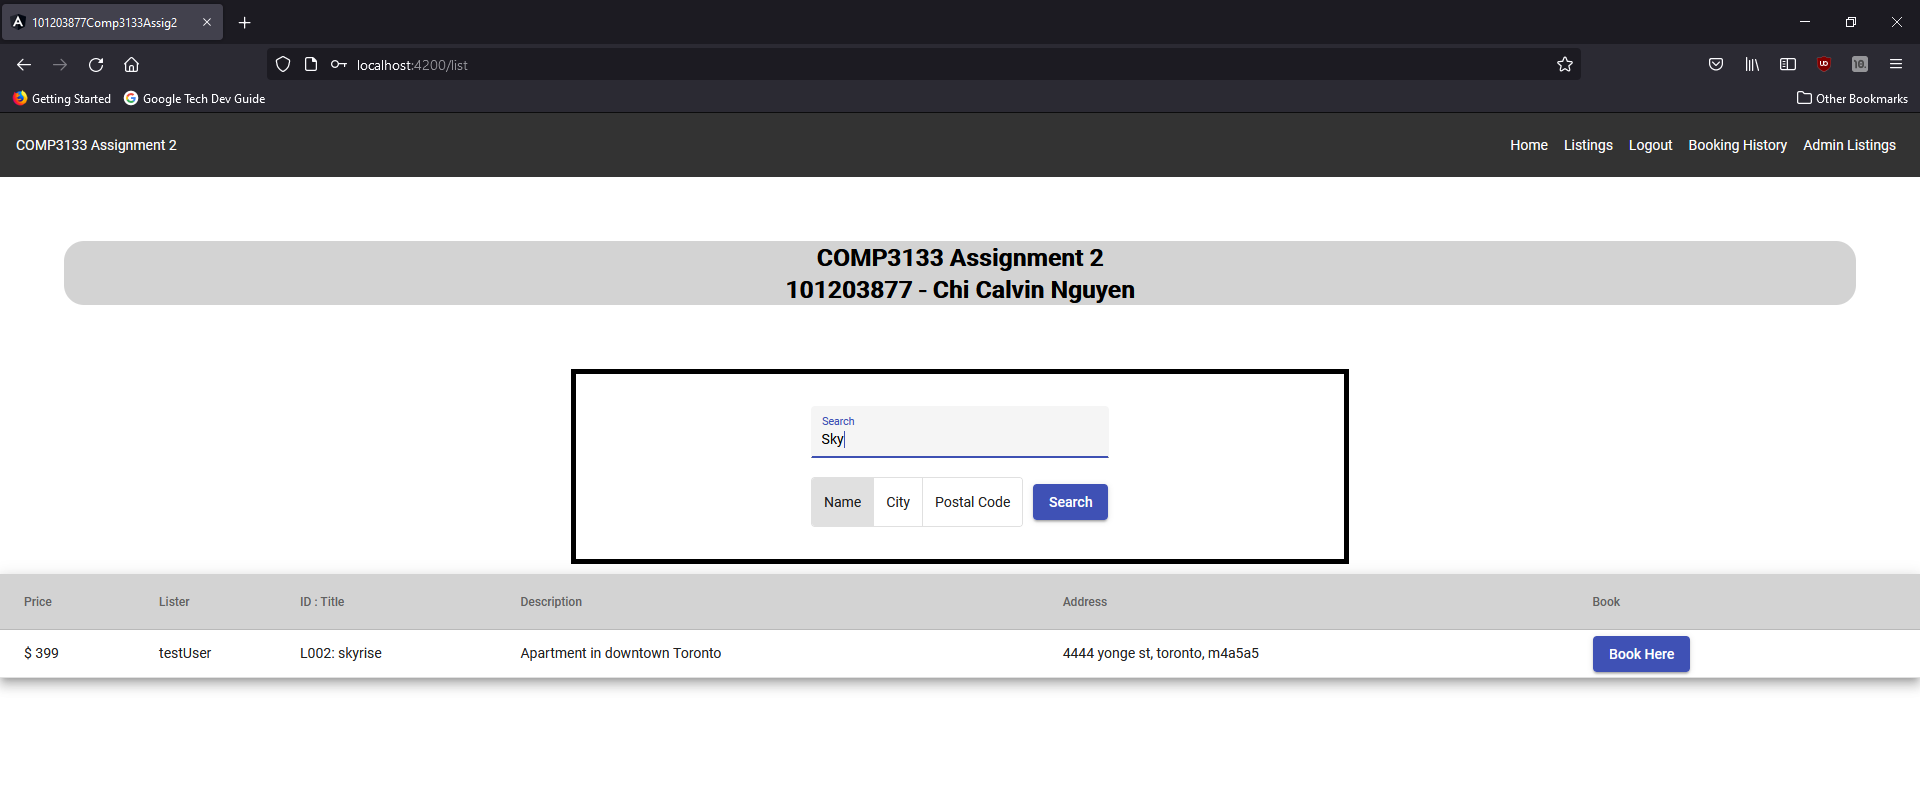 101203877Comp3133Assig2
localhost:4200/list
Getting Started Google Tech Dev Guide Other Bookmarks
COMP3133 Assignment 2 Home Listings Logout Booking History Admin Listings
COMP3133 Assignment 2
101203877 - Chi Calvin Nguyen
Search
Sky
Name City Postal Code Search
Price Lister ID : Title Description Address Book
$ 399 testUser L002: skyrise Apartment in downtown Toronto 4444 yonge st, toronto, m4a5a5 Book Here